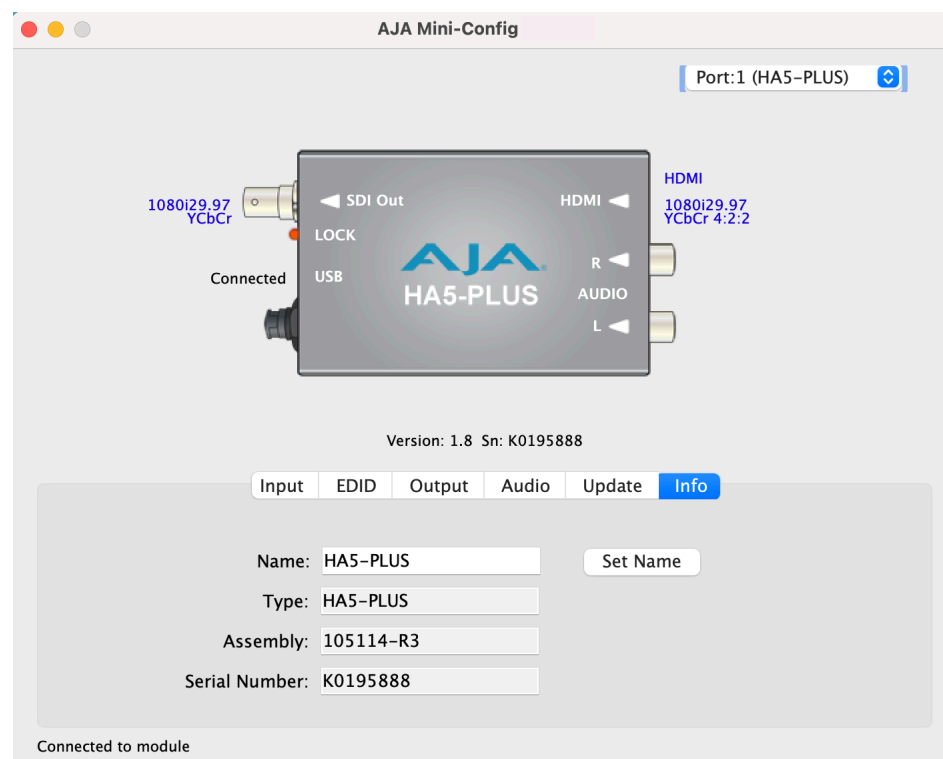 AJA Mini-Config
Port:1 (HA5-PLUS)
HDMI
1080i29.97
YCbCr
SDI Out
HDMI
1080i29.97
YCbCr 4:2:2
LOCK
Connected
USB
AJA
R
HA5-PLUS
AUDIO
L
Version: 1.8 Sn: K0195888
Input EDID Output Audio Update Info
Name: HA5-PLUS Set Name
Type: HA5-PLUS
Assembly: 105114-R3
Serial Number: K0195888
Connected to module